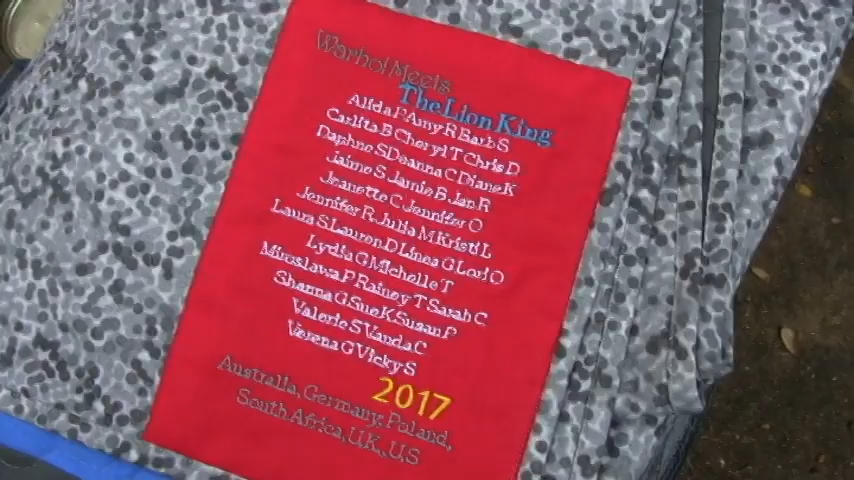 Warhol Meets
The Lion King
Alida P Amy R Barb S
Carlita B Cheryl T Chris D
Daphne S Deanna C Diane K
Jaime S Jamie B Jan R
Jeanette C Jennifer O
Jennifer R Julia M Kristi L
Laura S Lauren D Linea G Lori O
Lydia G Michelle T
Miroslawa P Rainey T Sarah C
Shanna G Sue K Susan P
Valerie S Vanda C
Verena G Vicky S
2017
Australia, Germany, Poland,
South Africa, U.K., U.S